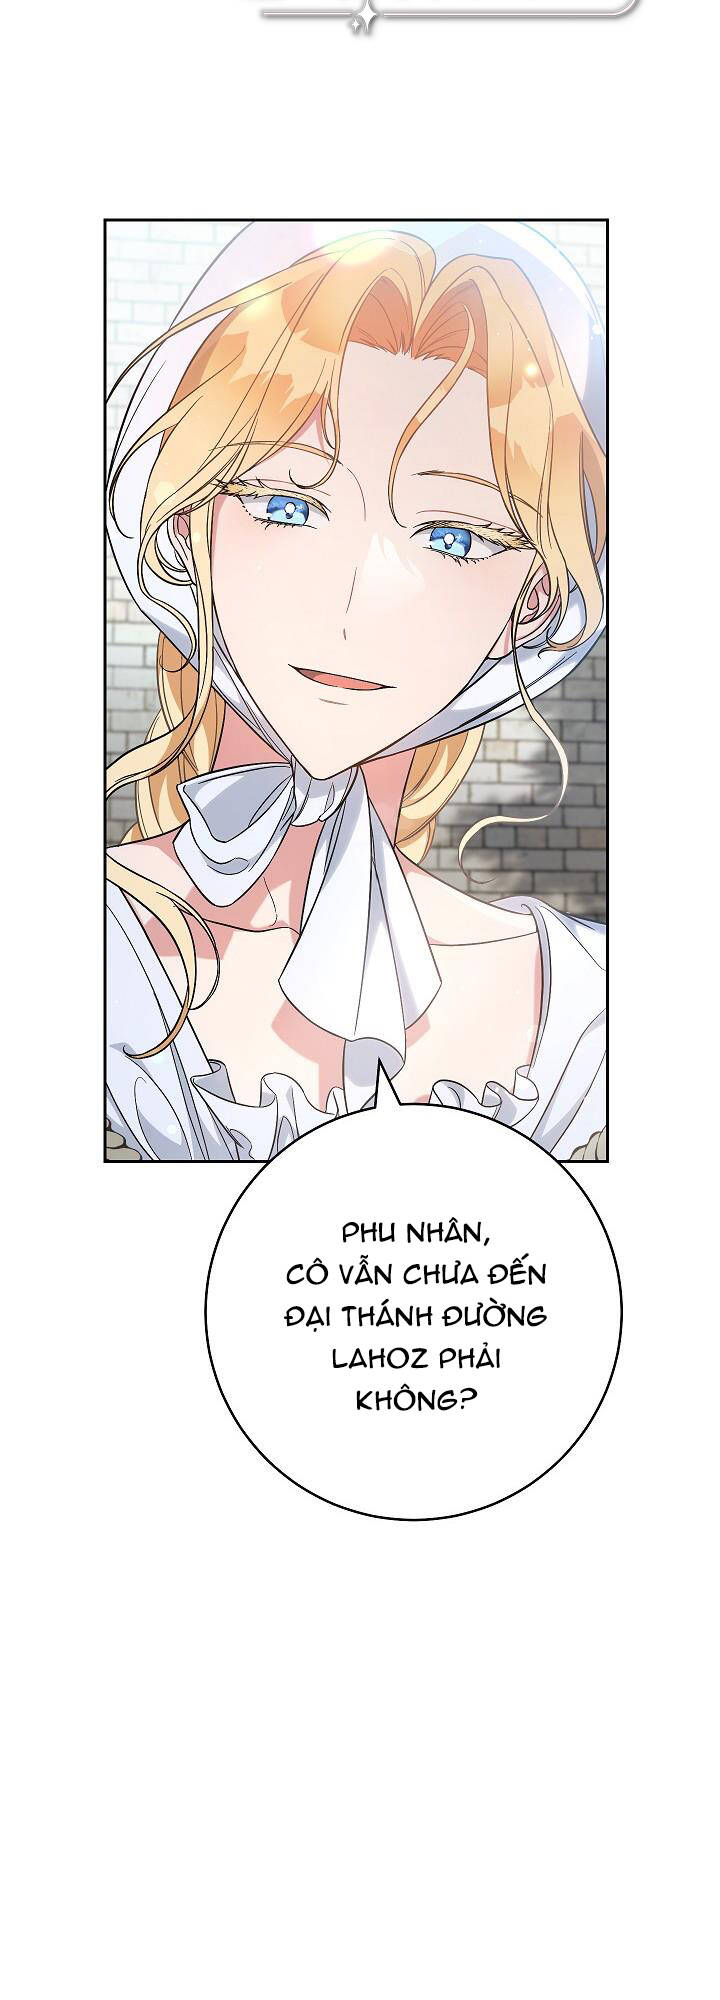 PHU NHÂN,
CÔ VẪN CHƯA ĐẾN
ĐẠI THÁNH ĐƯỜNG
LAHOZ PHẢI
KHÔNG?